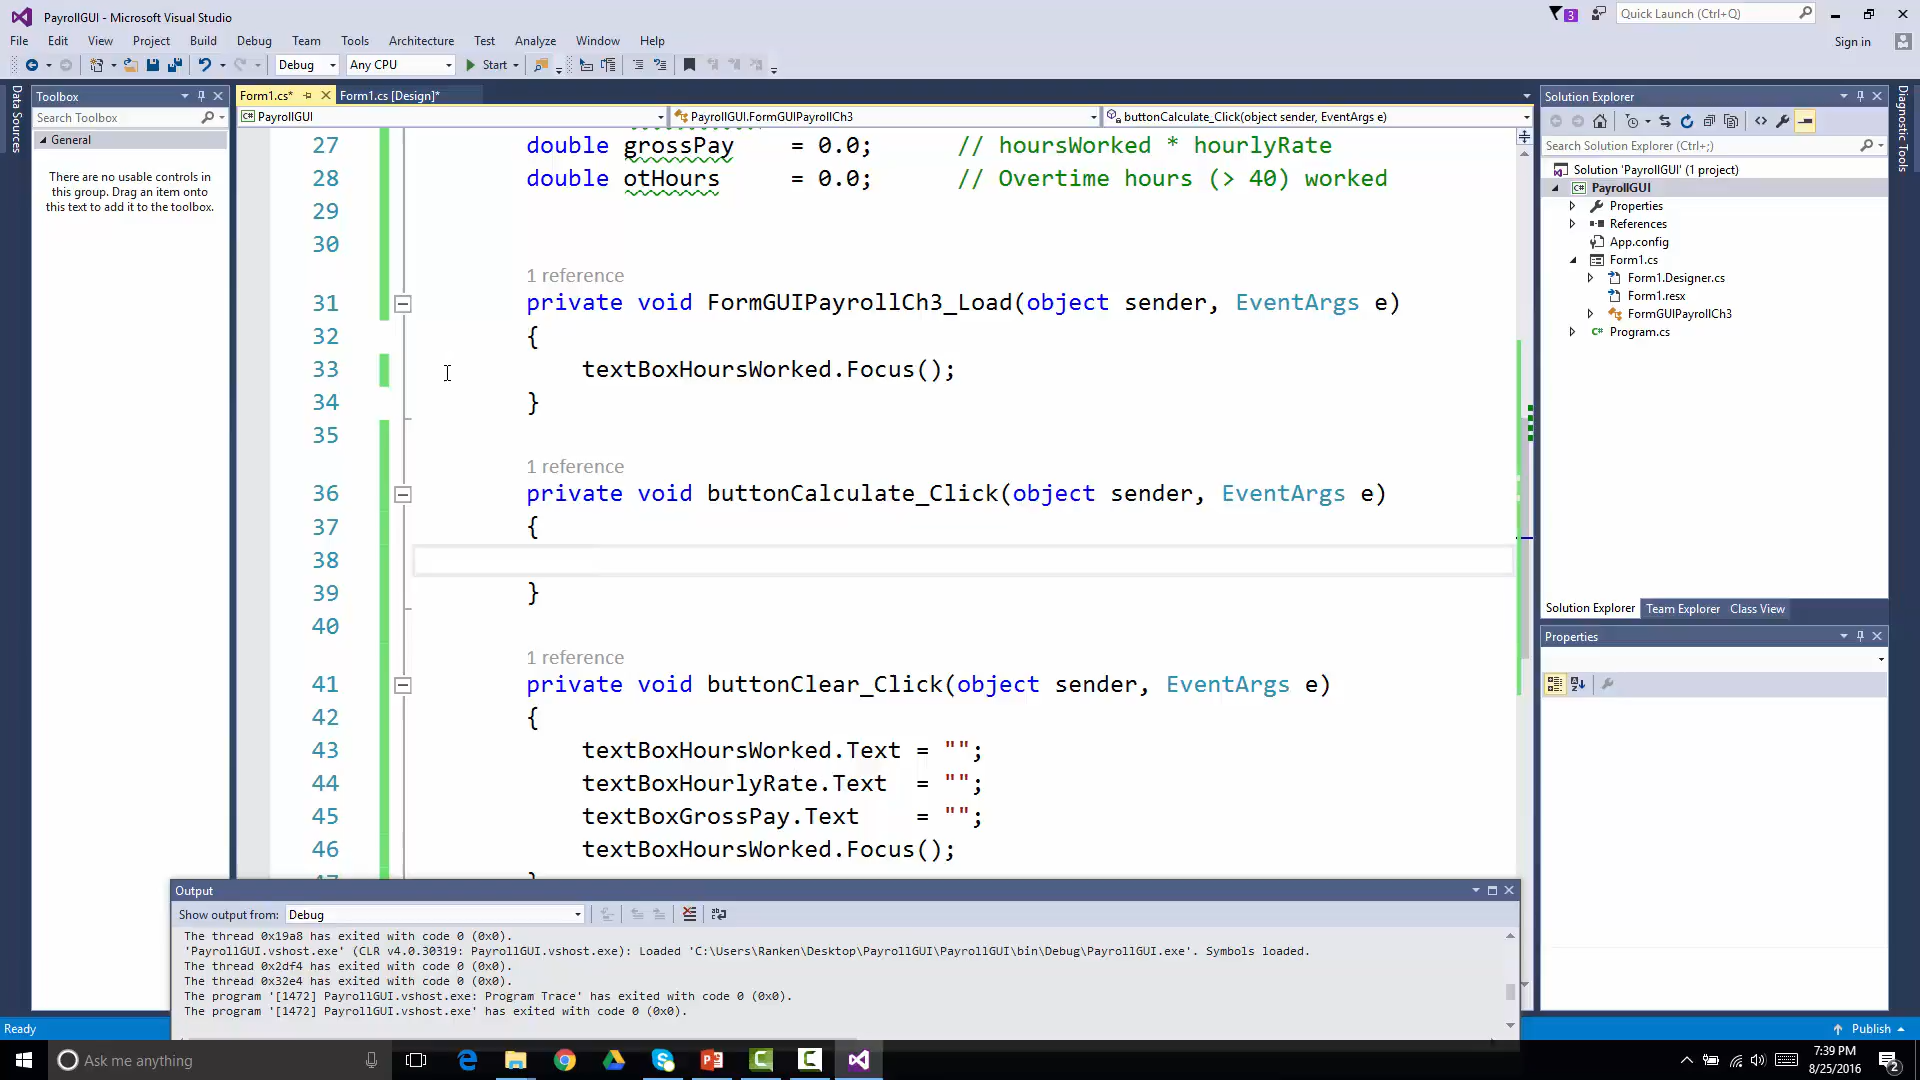 PayrollGUI - Microsoft Visual Studio
3
Quick Launch (Ctrl+Q)
File Edit View Project Build Debug Team Tools Architecture Test Analyze Window Help
Sign in
Debug Any CPU Start
Data Sources
Toolbox
Search Toolbox
General
There are no usable controls in
this group. Drag an item onto
this text to add it to the toolbox.
Form1.cs* Form1.cs [Design]*
PayrollGUI PayrollGUI.FormGUIPayrollCh3 buttonCalculate_Click(object sender, EventArgs e)
27 double grossPay = 0.0; // hoursWorked * hourlyRate
28 double otHours = 0.0; // Overtime hours (> 40) worked
29
30
1 reference
31 private void FormGUIPayrollCh3_Load(object sender, EventArgs e)
32 {
33 textBoxHoursWorked.Focus();
34 }
35
1 reference
36 private void buttonCalculate_Click(object sender, EventArgs e)
37 {
38
39 }
40
1 reference
41 private void buttonClear_Click(object sender, EventArgs e)
42 {
43 textBoxHoursWorked.Text = "";
44 textBoxHourlyRate.Text = "";
45 textBoxGrossPay.Text = "";
46 textBoxHoursWorked.Focus();
Output
Show output from: Debug
The thread 0x19a8 has exited with code 0 (0x0).
'PayrollGUI.vshost.exe' (CLR v4.0.30319: PayrollGUI.vshost.exe): Loaded 'C:\Users\Ranken\Desktop\PayrollGUI\PayrollGUI\bin\Debug\PayrollGUI.exe'. Symbols loaded.
The thread 0x2df4 has exited with code 0 (0x0).
The thread 0x32e4 has exited with code 0 (0x0).
The program '[1472] PayrollGUI.vshost.exe: Program Trace' has exited with code 0 (0x0).
The program '[1472] PayrollGUI.vshost.exe' has exited with code 0 (0x0).
Solution Explorer
Search Solution Explorer (Ctrl+;)
Solution 'PayrollGUI' (1 project)
PayrollGUI
Properties
References
App.config
Form1.cs
Form1.Designer.cs
Form1.resx
FormGUIPayrollCh3
Program.cs
Solution Explorer Team Explorer Class View
Properties
Diagnostic Tools
Ready
Publish
Ask me anything
7:39 PM
8/25/2016
2